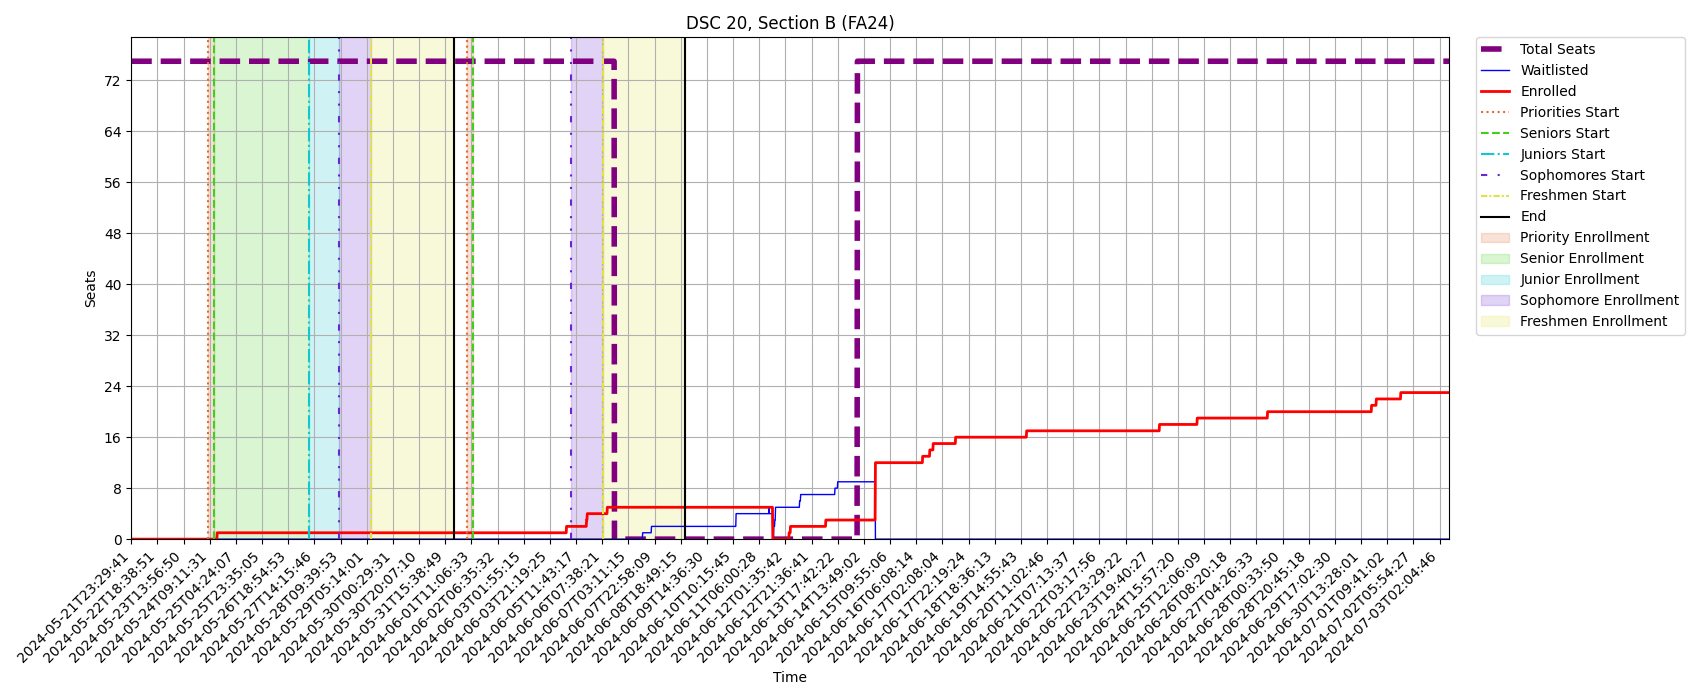 DSC 20, Section B (FA24)
Total Seats
Waitlisted
Enrolled
Priorities Start
Seniors Start
Juniors Start
Sophomores Start
Freshmen Start
End
Priority Enrollment
Senior Enrollment
Junior Enrollment
Sophomore Enrollment
Freshmen Enrollment
Seats
72
64
56
48
40
32
24
16
8
0
2024-05-21T23:29:41
2024-05-22T18:38:51
2024-05-23T13:56:50
2024-05-24T09:11:31
2024-05-25T04:24:07
2024-05-25T23:35:05
2024-05-26T18:54:53
2024-05-27T14:15:46
2024-05-28T09:39:53
2024-05-29T05:14:01
2024-05-30T00:29:31
2024-05-30T20:07:10
2024-05-31T15:38:49
2024-06-01T11:06:33
2024-06-02T06:35:32
2024-06-03T01:55:15
2024-06-03T21:19:25
2024-06-05T11:43:17
2024-06-06T07:38:21
2024-06-07T03:11:15
2024-06-07T22:58:09
2024-06-08T18:49:15
2024-06-09T14:36:30
2024-06-10T10:15:45
2024-06-11T06:00:28
2024-06-12T01:35:42
2024-06-12T21:36:41
2024-06-13T17:42:22
2024-06-14T13:49:02
2024-06-15T09:55:06
2024-06-16T06:08:14
2024-06-17T02:08:04
2024-06-17T22:19:24
2024-06-18T18:36:13
2024-06-19T14:55:43
2024-06-20T11:02:46
2024-06-21T07:13:37
2024-06-22T03:17:56
2024-06-22T23:29:22
2024-06-23T19:40:27
2024-06-24T15:57:20
2024-06-25T12:06:09
2024-06-26T08:20:18
2024-06-27T04:26:33
2024-06-28T00:33:50
2024-06-28T20:45:18
2024-06-29T17:02:30
2024-06-30T13:28:01
2024-07-01T09:41:02
2024-07-02T05:54:27
2024-07-03T02:04:46
Time